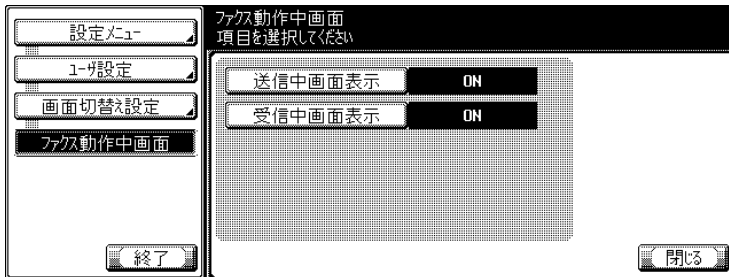 設定メニュー
ユーザ設定
画面切替え設定
ファクス動作中画面
終了
ファクス動作中画面
項目を選択してください
送信中画面表示 ON
受信中画面表示 ON
閉じる